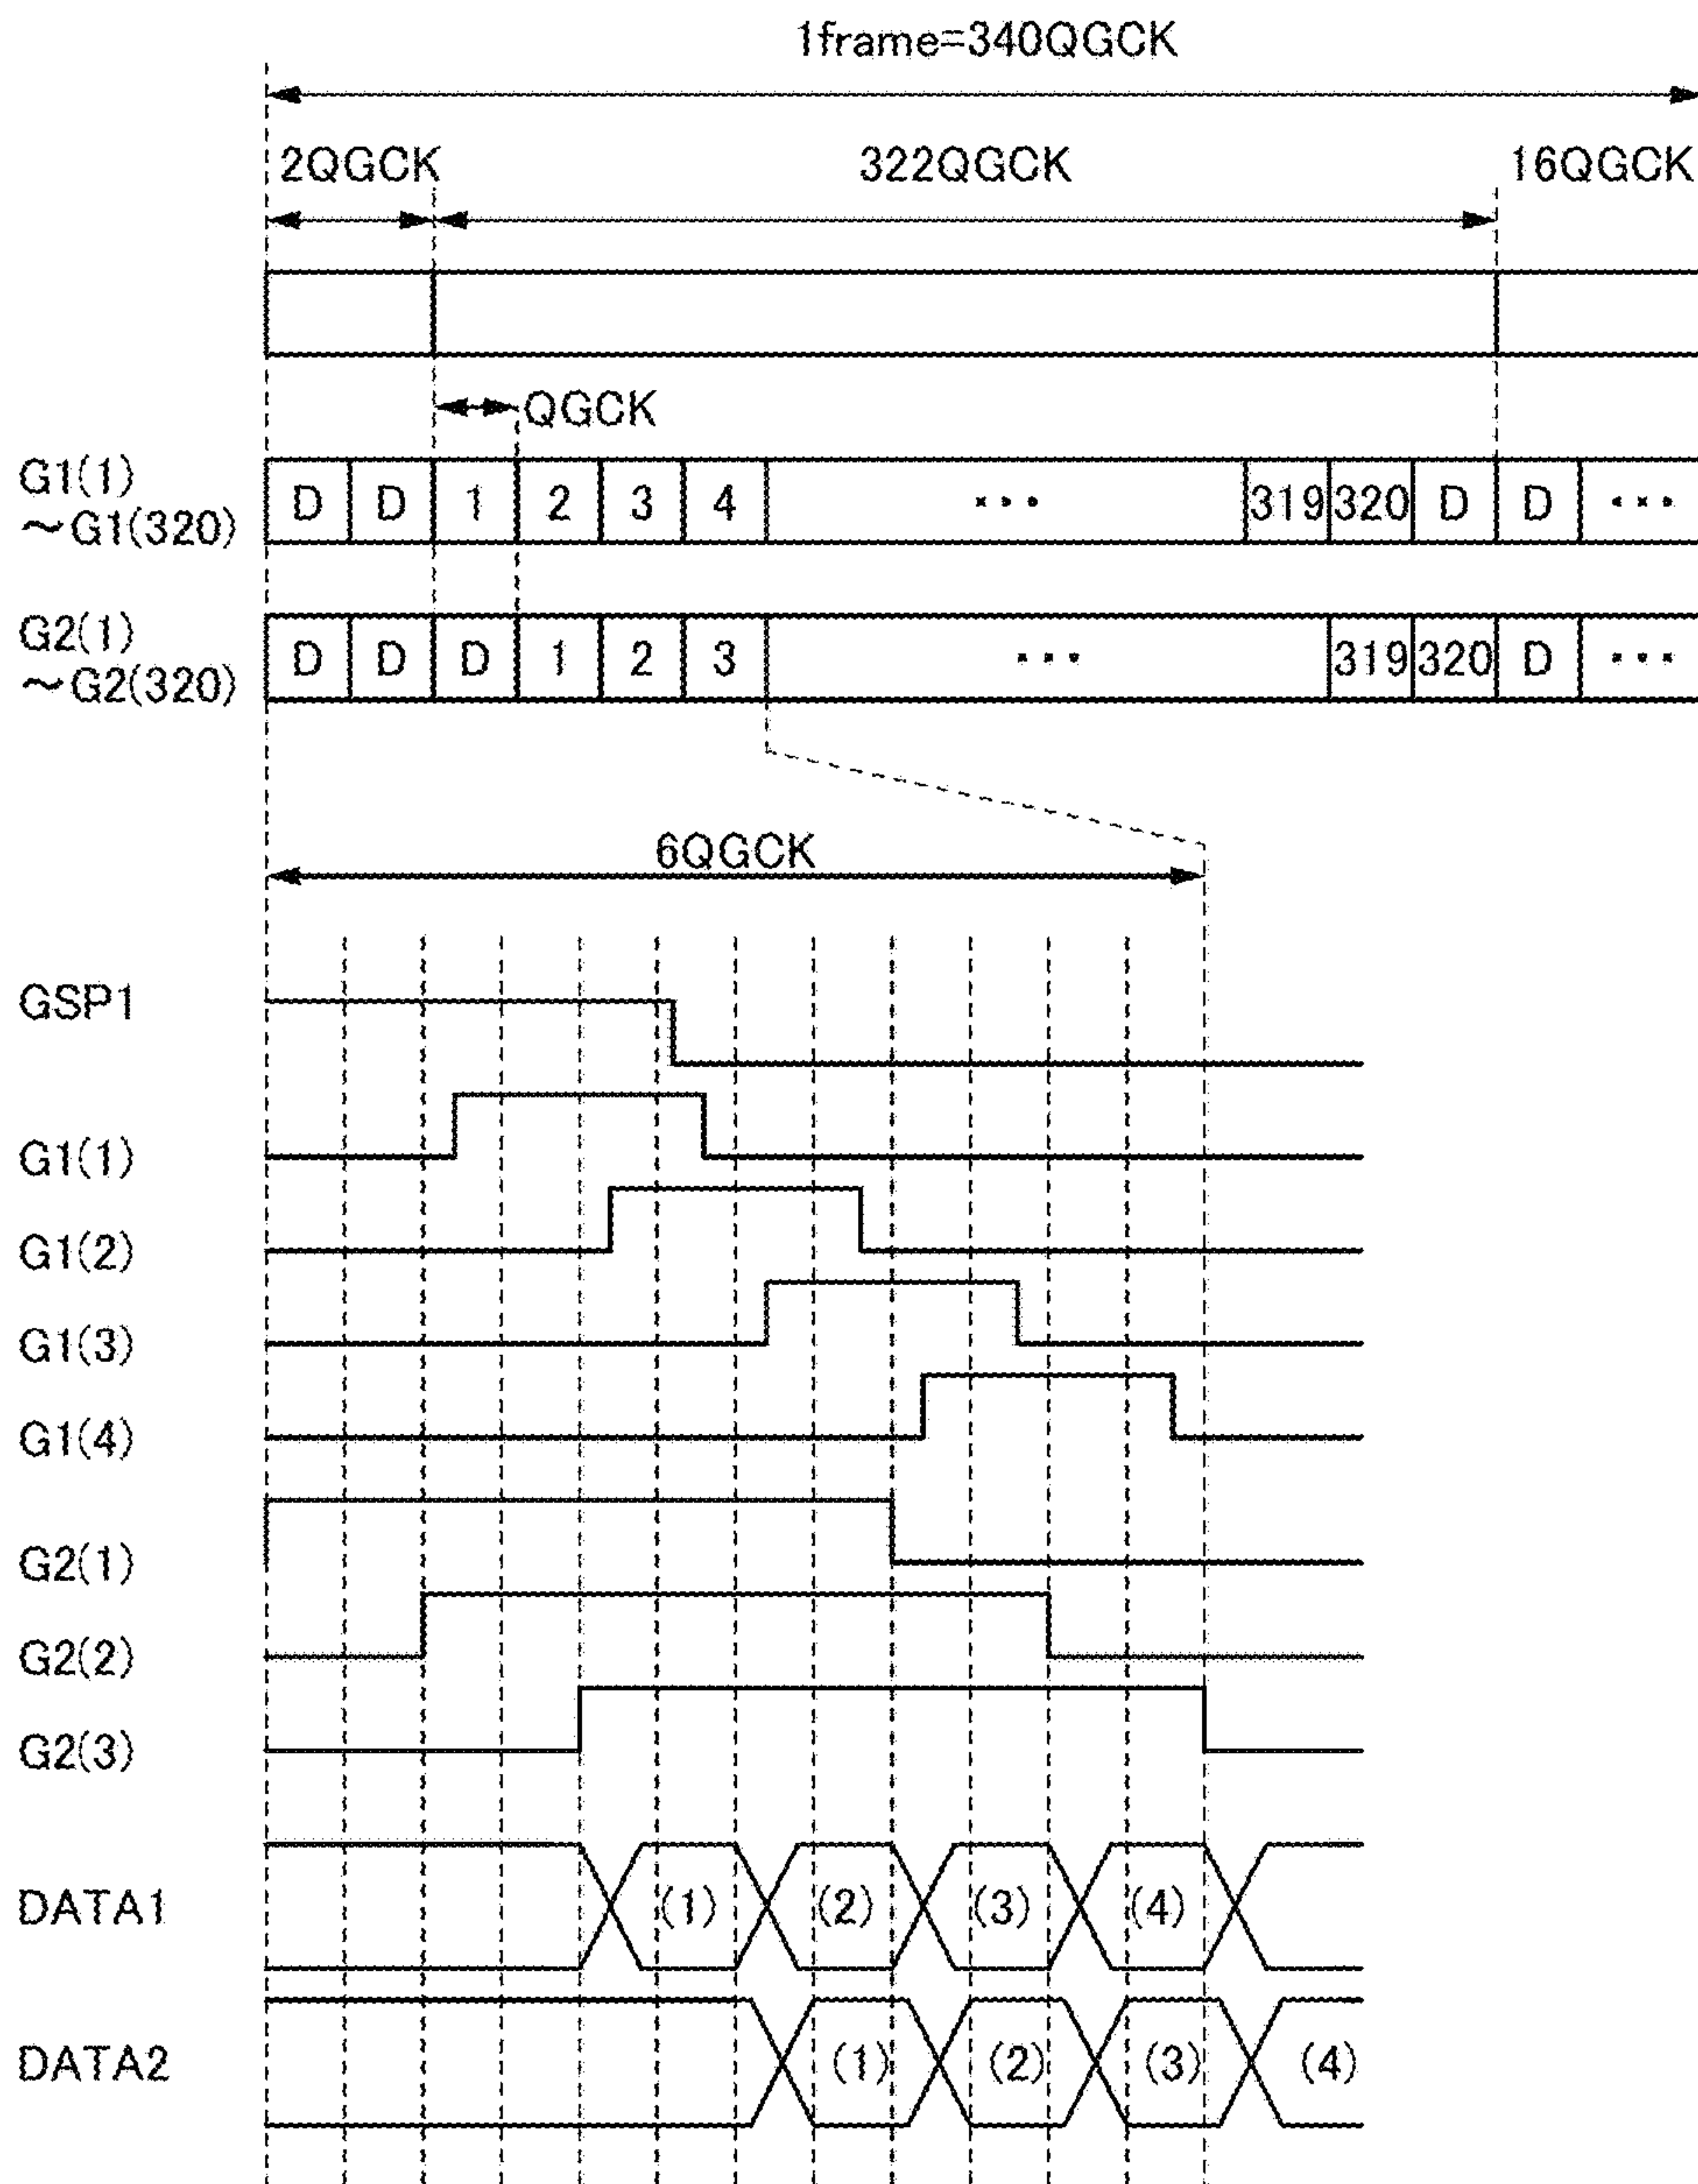 1frame=340QGCK
2QGCK 322QGCK 16QGCK
QGCK
G1(1)
~G1(320) D D 1 2 3 4 ··· 319 320 D D ···
G2(1)
~G2(320) D D D 1 2 3 ··· 319 320 D ···
6QGCK
GSP1
G1(1)
G1(2)
G1(3)
G1(4)
G2(1)
G2(2)
G2(3)
DATA1 (1) (2) (3) (4)
DATA2 (1) (2) (3) (4)